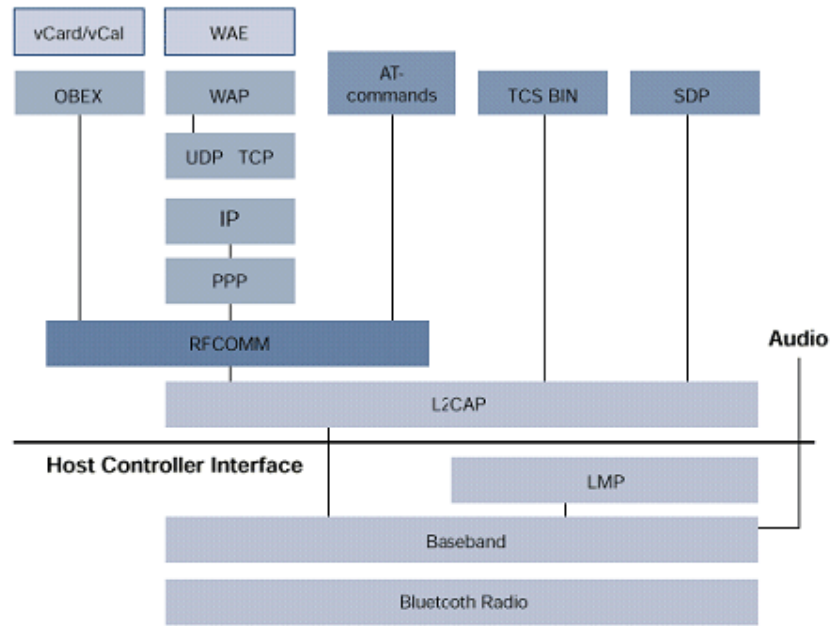 vCard/vCal
WAE
OBEX
WAP
AT-
commands
TCS BIN
SDP
UDP TCP
IP
PPP
RFCOMM
Audio
L2CAP
Host Controller Interface
LMP
Baseband
Bluetooth Radio